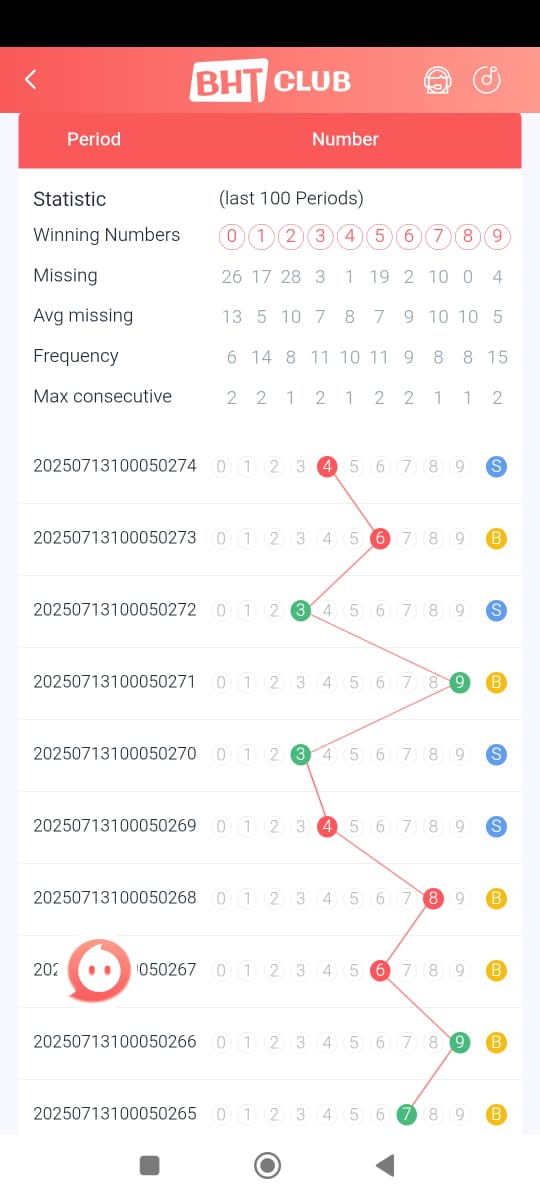 BHT CLUB
Period Number
Statistic (last 100 Periods)
Winning Numbers 0 1 2 3 4 5 6 7 8 9
Missing 26 17 28 3 1 19 2 10 0 4
Avg missing 13 5 10 7 8 7 9 10 10 5
Frequency 6 14 8 11 10 11 9 8 8 15
Max consecutive 2 2 1 2 1 2 2 1 1 2
20250713100050274 0 1 2 3 4 5 6 7 8 9 S
20250713100050273 0 1 2 3 4 5 6 7 8 9 B
20250713100050272 0 1 2 3 4 5 6 7 8 9 S
20250713100050271 0 1 2 3 4 5 6 7 8 9 B
20250713100050270 0 1 2 3 4 5 6 7 8 9 S
20250713100050269 0 1 2 3 4 5 6 7 8 9 S
20250713100050268 0 1 2 3 4 5 6 7 8 9 B
050267 0 1 2 3 4 5 6 7 8 9 B
20250713100050266 0 1 2 3 4 5 6 7 8 9 B
20250713100050265 0 1 2 3 4 5 6 7 8 9 B